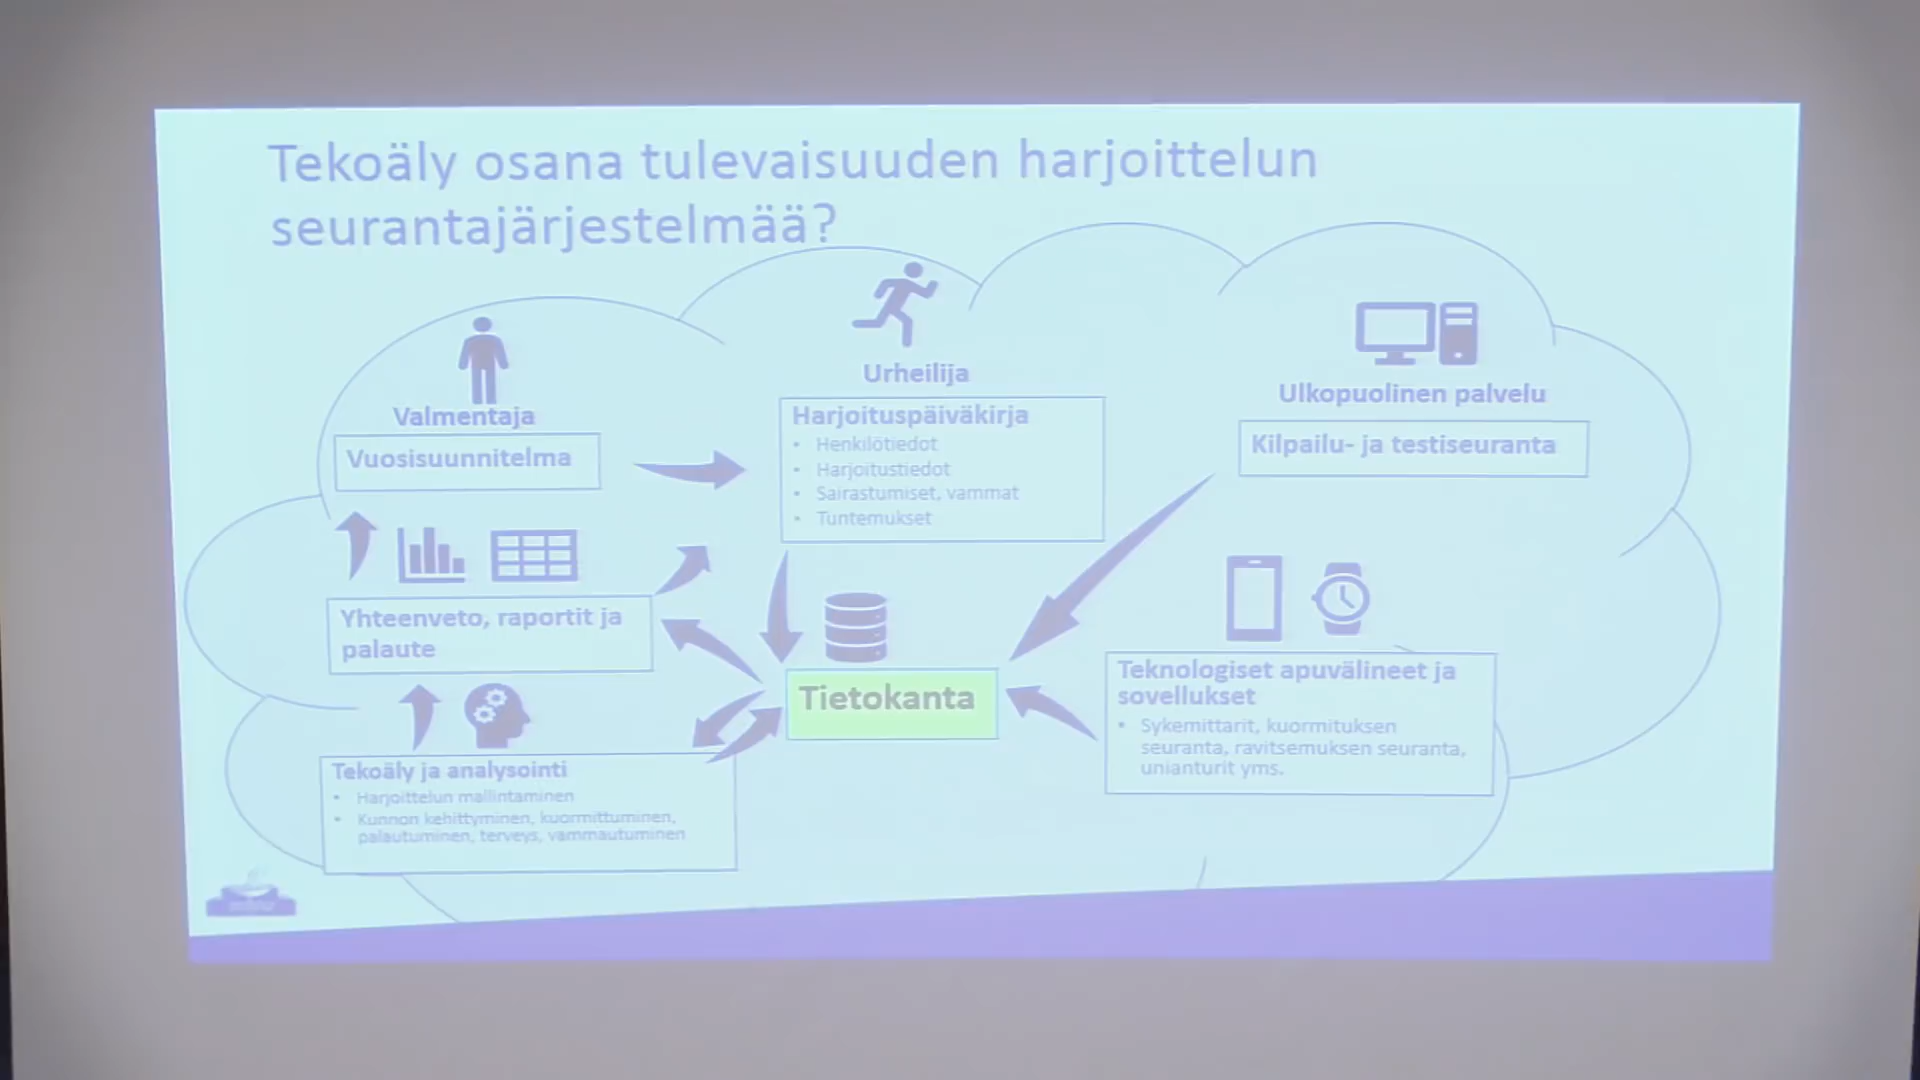 Tekoäly osana tulevaisuuden harjoittelun
seurantajärjestelmää?
Valmentaja
Vuosisuunnitelma
Urheilija
Harjoituspäiväkirja
• Henkilötiedot
• Harjoitustiedot
• Sairastumiset, vammat
• Tuntemukset
Ulkopuolinen palvelu
Kilpailu- ja testiseuranta
Yhteenveto, raportit ja
palaute
Tietokanta
Teknologiset apuvälineet ja
sovellukset
• Sykemittarit, kuormituksen
seuranta, ravitsemuksen seuranta,
unianturit yms.
Tekoäly ja analysointi
• Harjoittelun mallintaminen
• Kunnon kehittyminen, kuormittuminen,
palautuminen, terveys, vammautuminen